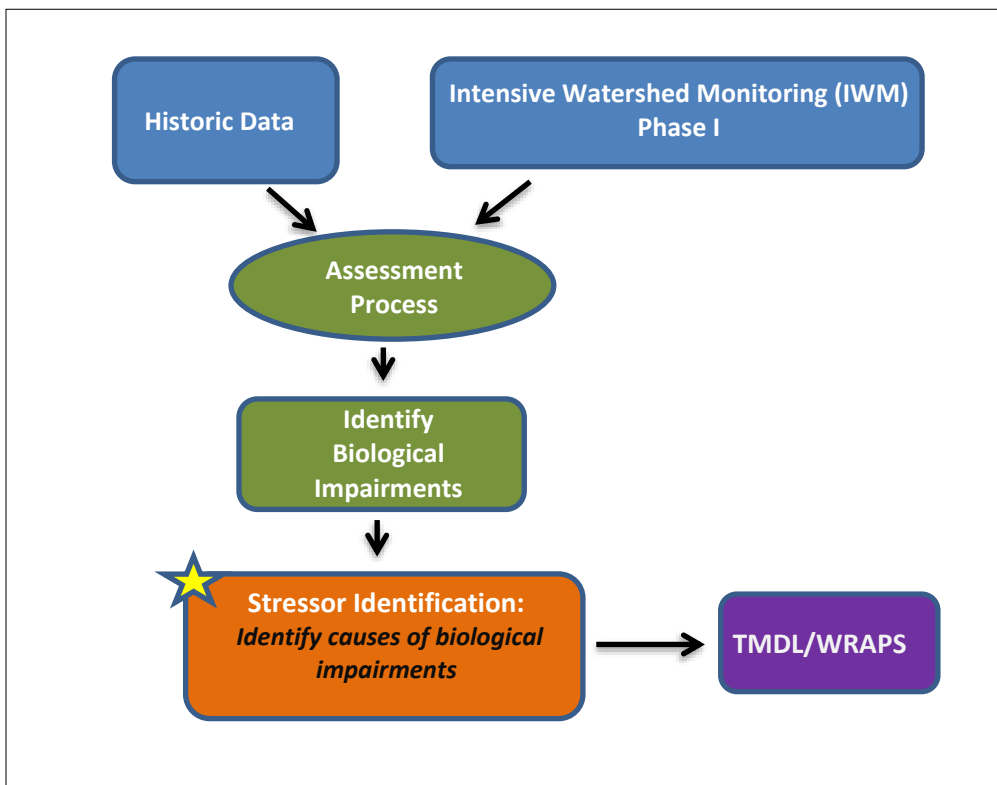 Historic Data
Intensive Watershed Monitoring (IWM)
Phase I
Assessment
Process
Identify
Biological
Impairments
Stressor Identification:
Identify causes of biological
impairments
TMDL/WRAPS